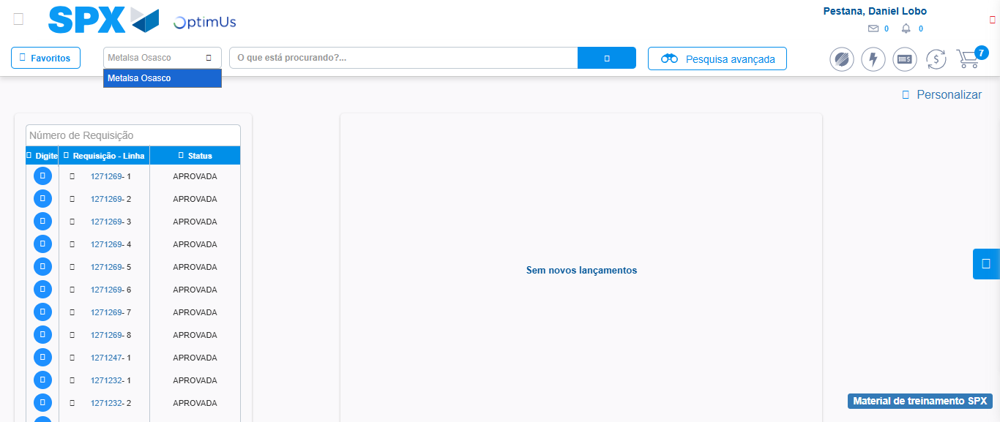 SPX OptimUs
Pestana, Daniel Lobo
0 0
Favoritos
Metalsa Osasco
O que está procurando?...
Pesquisa avançada
7
Metalsa Osasco
Personalizar
Número de Requisição
Digite Requisição - Linha Status
1271269- 1 APROVADA
1271269- 2 APROVADA
1271269- 3 APROVADA
1271269- 4 APROVADA
1271269- 5 APROVADA
1271269- 6 APROVADA
1271269- 7 APROVADA
1271269- 8 APROVADA
1271247- 1 APROVADA
1271232- 1 APROVADA
1271232- 2 APROVADA
Sem novos lançamentos
Material de treinamento SPX